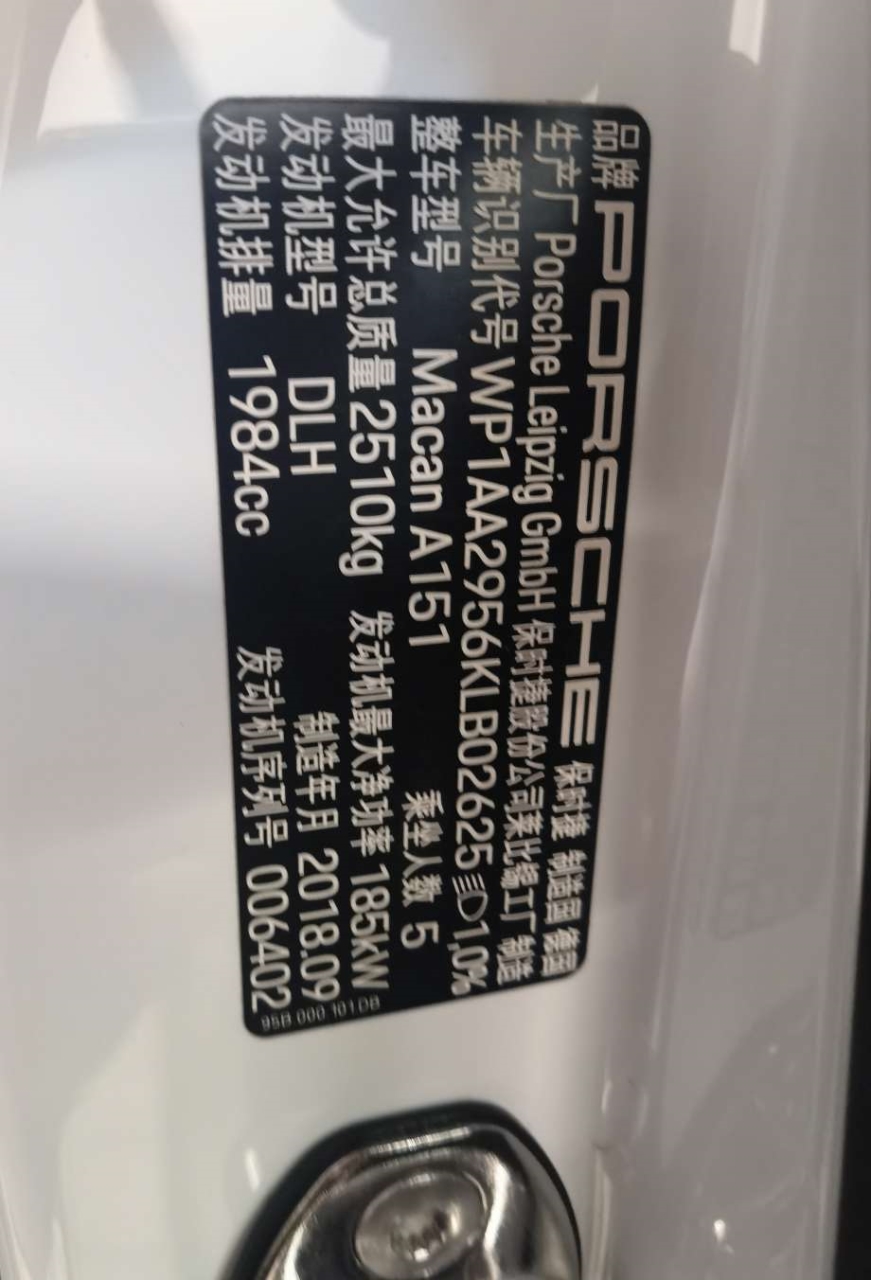 品牌 PORSCHE 保时捷 制造国 德国
生产厂 Porsche Leipzig GmbH 保时捷股份公司莱比锡工厂 制造
车辆识别代号 WP1AA2956KLB02625 1,0%
整车型号 Macan A151 乘坐人数 5
最大允许总质量 2510kg 发动机最大净功率 185kW
发动机型号 DLH 制造年月 2018.09
发动机排量 1984cc 发动机序列号 006402
95B.000.101.DB